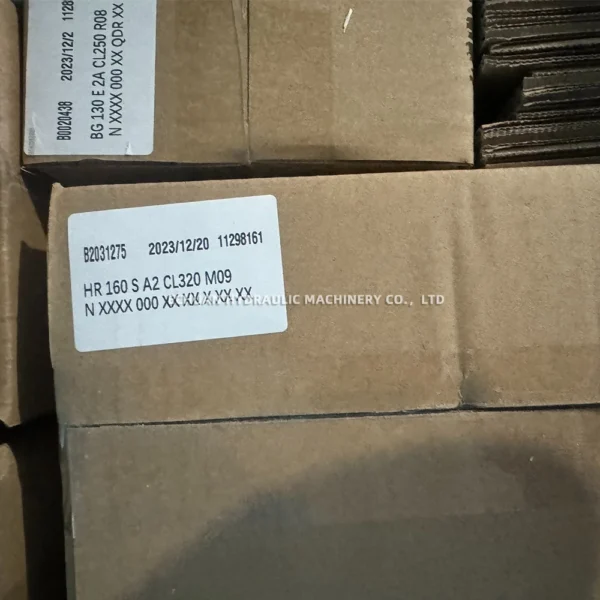 B0020438 2023/12/2 1128
BG 130 E 2A CL250 R08
N XXXX 000 XX QDR XX
B2031275 2023/12/20 11298161
HR 160 S A2 CL320 M09
N XXXX 000 XX XX V XX XX
HYDRAULIC MACHINERY CO., LTD